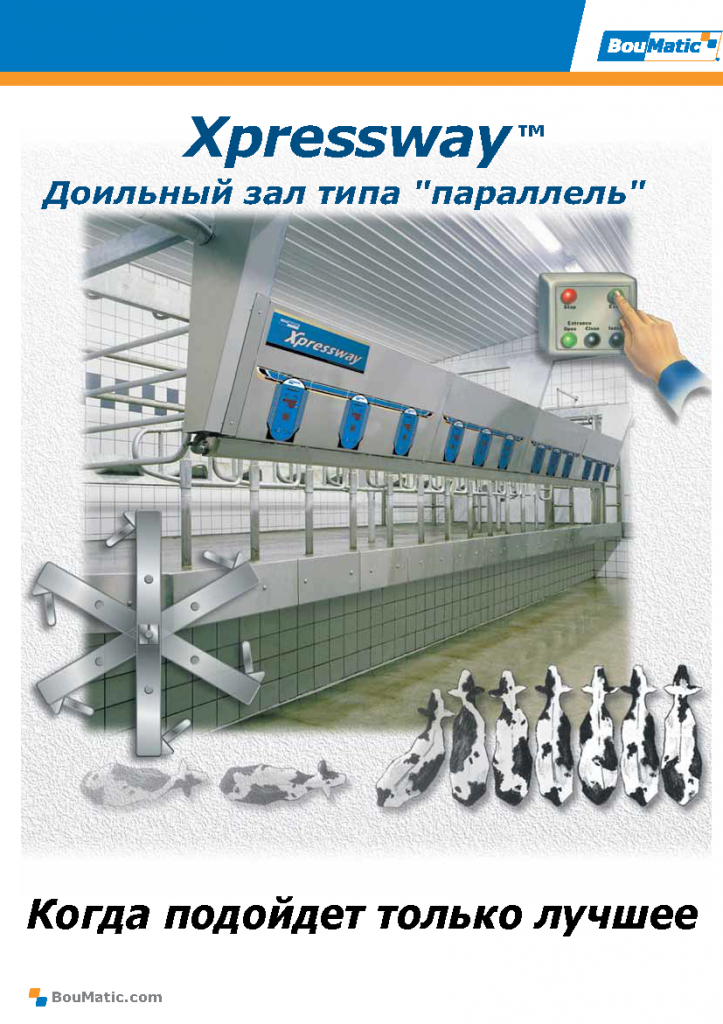 BouMatic
Xpressway™
Доильный зал типа "параллель"
Xpressway
Stop
Entrance
Open Close
Когда подойдет только лучшее
BouMatic.com